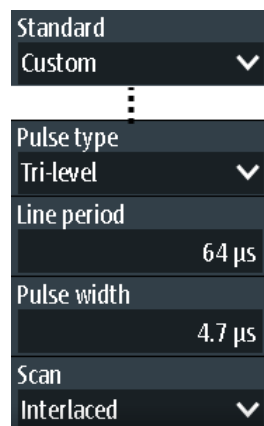 Standard
Custom
Pulse type
Tri-level
Line period
64 µs
Pulse width
4.7 µs
Scan
Interlaced